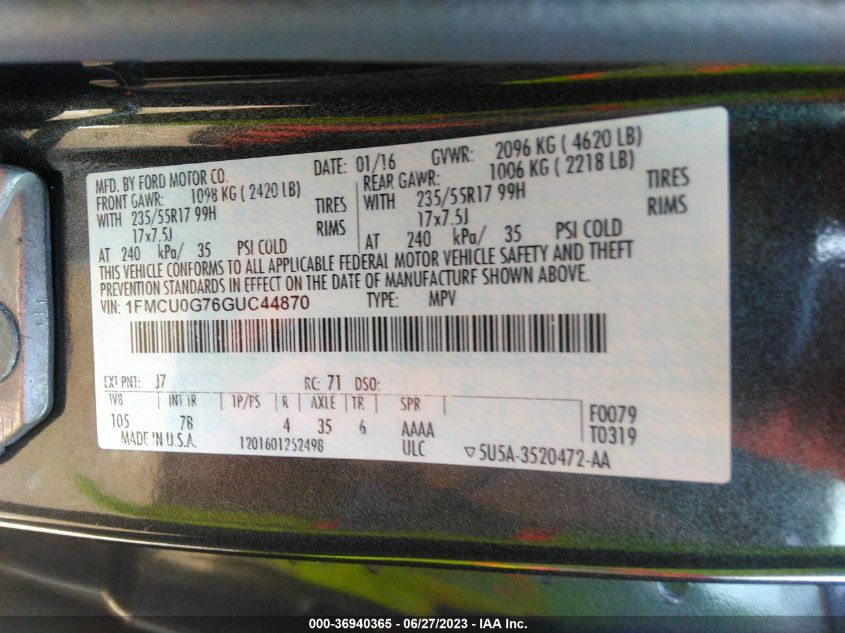 MFD. BY FORD MOTOR CO. DATE: 01/16 GVWR: 2096 KG ( 4620 LB)
FRONT GAWR: 1098 KG ( 2420 LB) REAR GAWR: 1006 KG ( 2218 LB)
WITH 235/55R17 99H TIRES WITH 235/55R17 99H TIRES
17x7.5J RIMS 17x7.5J RIMS
AT 240 kPa/ 35 PSI COLD AT 240 kPa/ 35 PSI COLD
THIS VEHICLE CONFORMS TO ALL APPLICABLE FEDERAL MOTOR VEHICLE SAFETY AND THEFT
PREVENTION STANDARDS IN EFFECT ON THE DATE OF MANUFACTURE SHOWN ABOVE.
VIN: 1FMCU0G76GUC44870 TYPE: MPV
EXT PNT: J7 RC: 71 DSO:
WB INT TR TP/PS R AXLE TR SPR F0079
105 7B 4 35 6 AAAA T0319
MADE IN U.S.A. 1201601252498 ULC ▽5U5A-3520472-AA
000-36940365 - 06/27/2023 - IAA Inc.